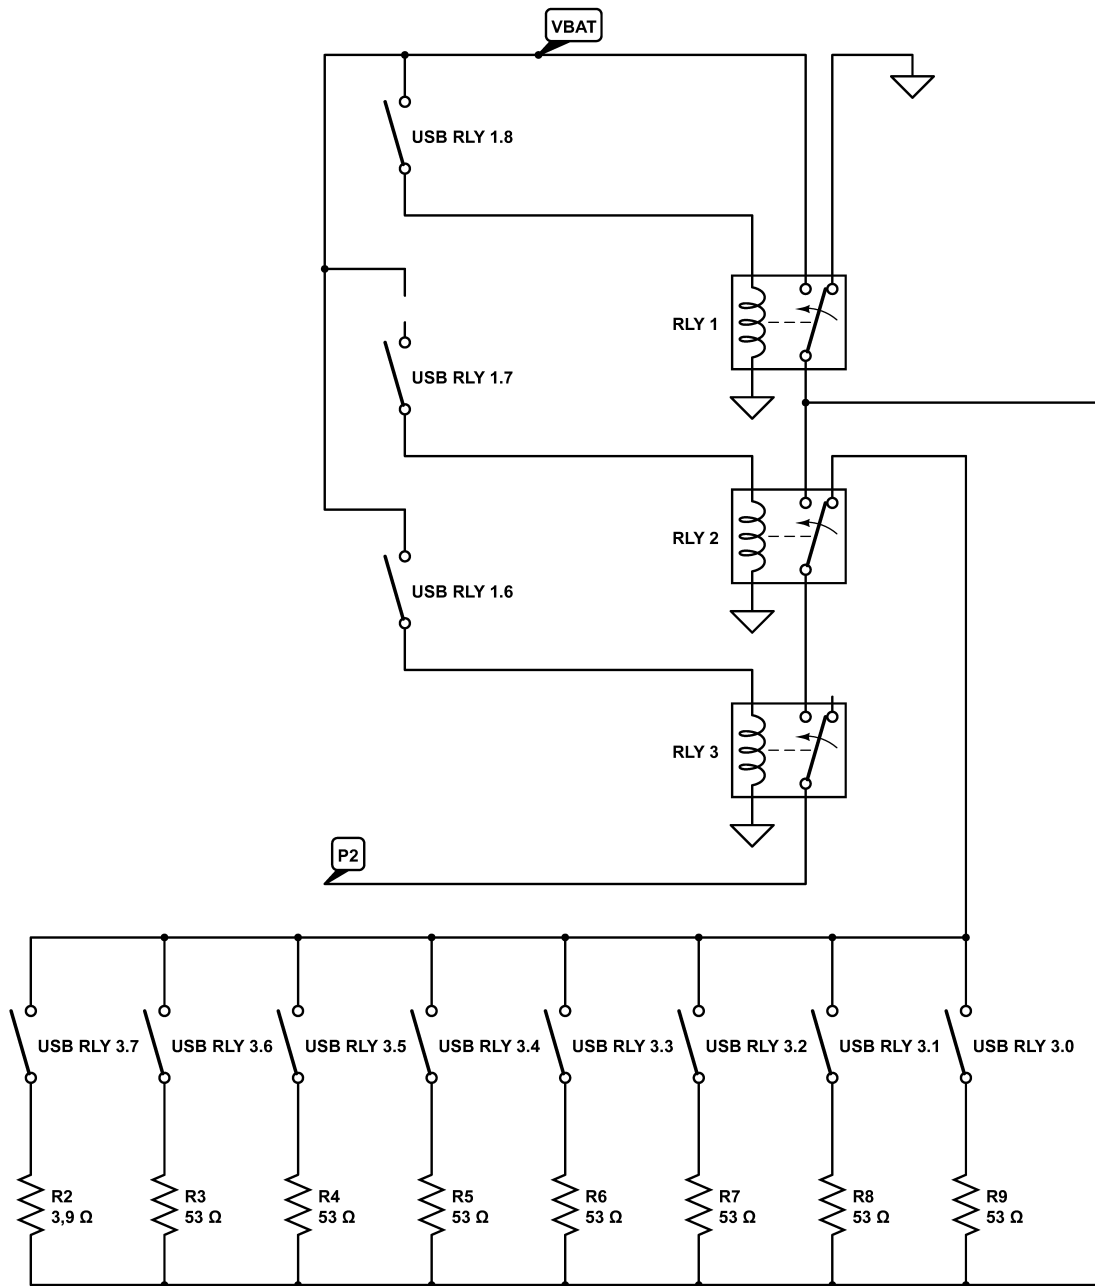 VBAT
USB RLY 1.8
RLY 1
USB RLY 1.7
RLY 2
USB RLY 1.6
RLY 3
P2
USB RLY 3.7
USB RLY 3.6
USB RLY 3.5
USB RLY 3.4
USB RLY 3.3
USB RLY 3.2
USB RLY 3.1
USB RLY 3.0
R2
3,9 Ω
R3
53 Ω
R4
53 Ω
R5
53 Ω
R6
53 Ω
R7
53 Ω
R8
53 Ω
R9
53 Ω